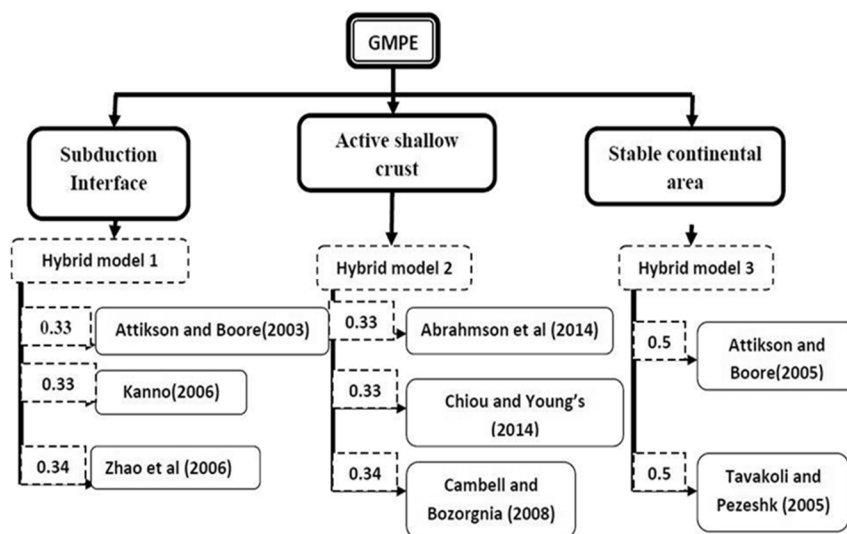 GMPE
Subduction
Interface
Active shallow
crust
Stable continental
area
Hybrid model 1
0.33
Attikson and Boore(2003)
0.33
Kanno(2006)
0.34
Zhao et al (2006)
Hybrid model 2
0.33
Abrahmson et al (2014)
0.33
Chiou and Young's
(2014)
0.34
Cambell and
Bozorgnia (2008)
Hybrid model 3
0.5
Attikson and
Boore(2005)
0.5
Tavakoli and
Pezeshk (2005)